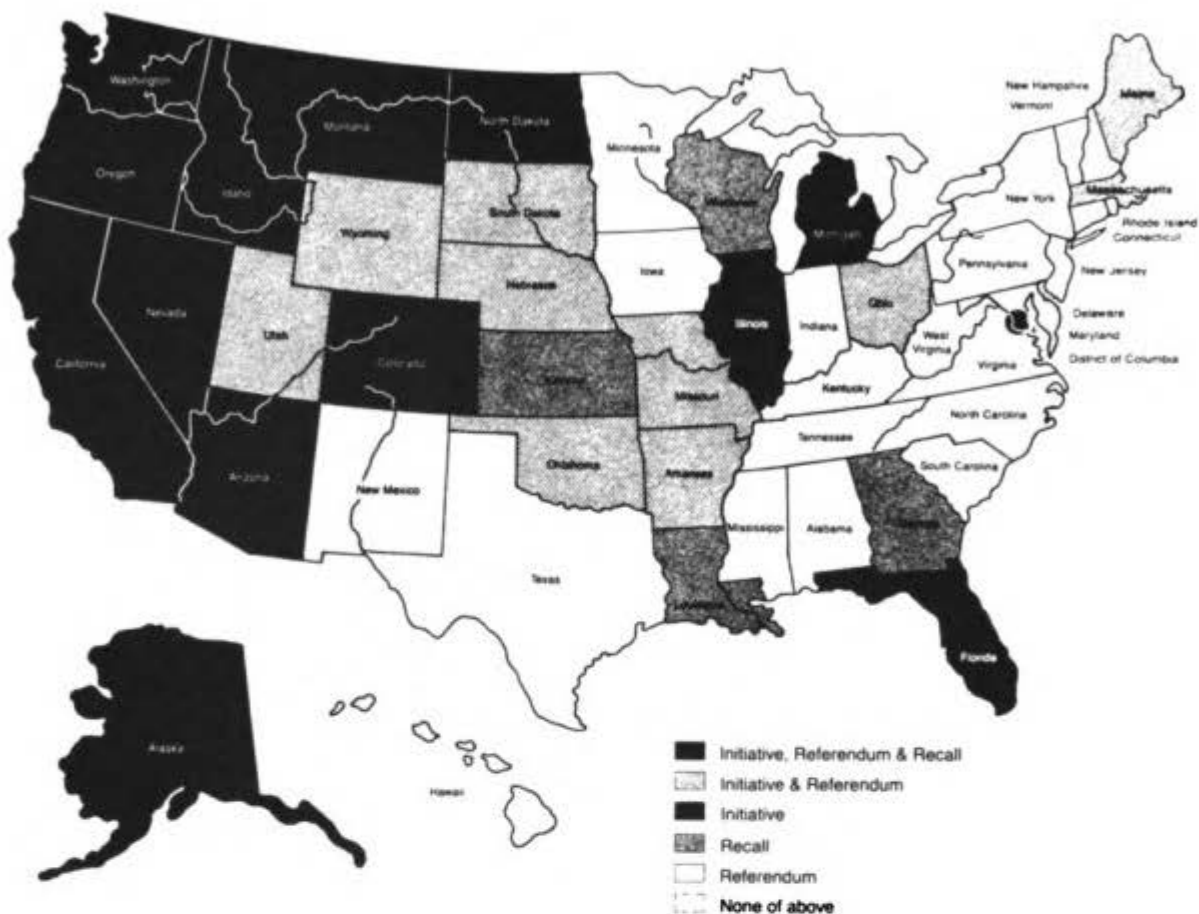 Washington
Montana
North Dakota
Minnesota
New Hampshire
Vermont
Maine
Oregon
Idaho
Wyoming
South Dakota
Wisconsin
Michigan
New York
Massachusetts
Rhode Island
Connecticut
Nevada
Utah
Nebraska
Iowa
Illinois
Indiana
Ohio
Pennsylvania
New Jersey
Delaware
Maryland
District of Columbia
West
Virginia
Virginia
California
Colorado
Kansas
Missouri
Kentucky
North Carolina
Tennessee
South Carolina
Arizona
New Mexico
Oklahoma
Arkansas
Mississippi
Alabama
Georgia
Texas
Louisiana
Florida
Alaska
Hawaii
Initiative, Referendum & Recall
Initiative & Referendum
Initiative
Recall
Referendum
None of above